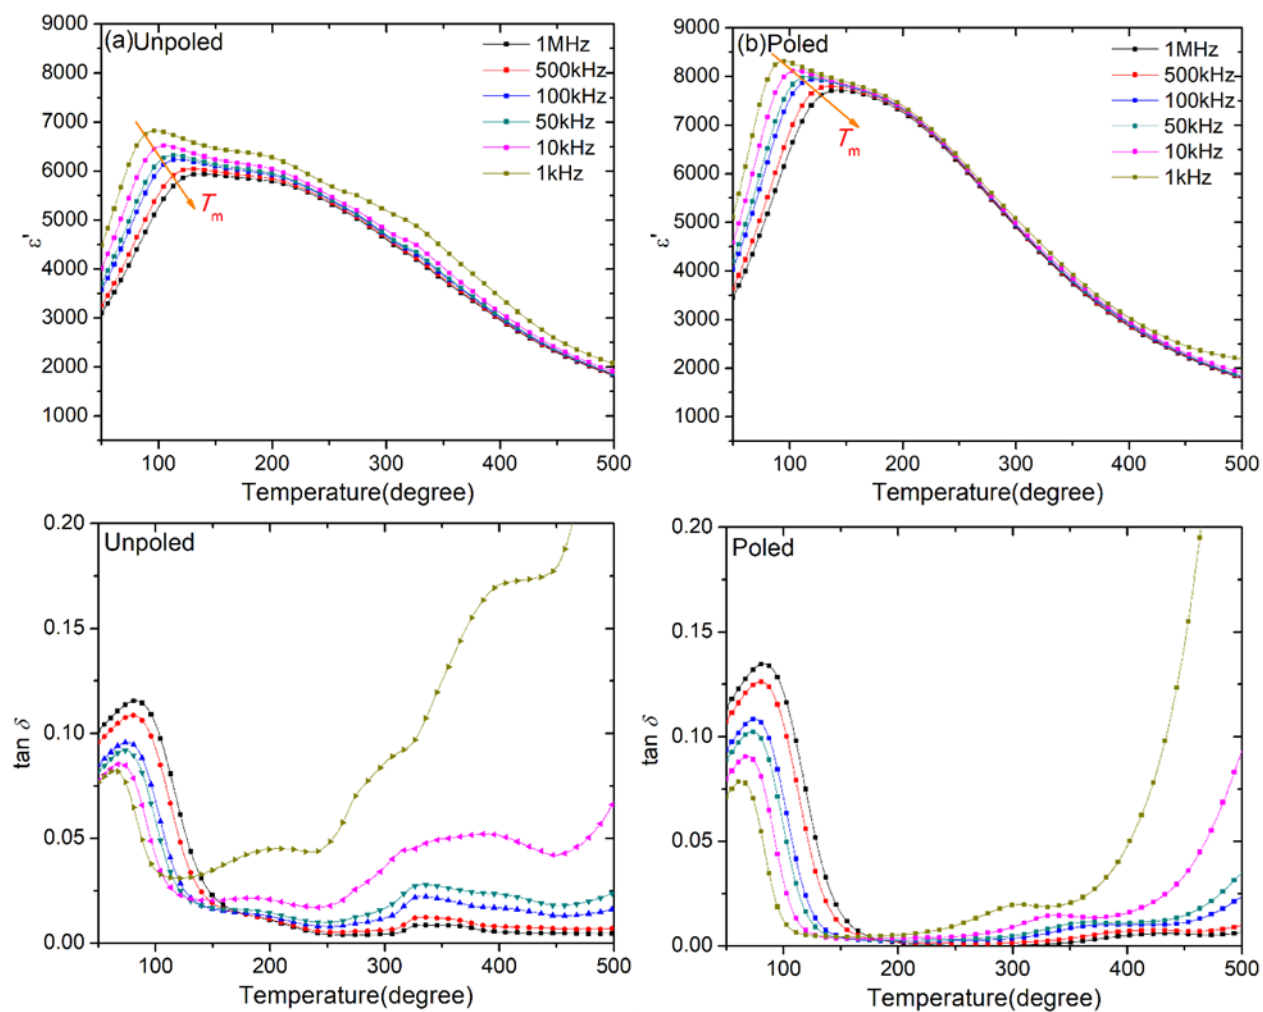 (a)Unpoled
9000
8000
7000
6000
5000
4000
3000
2000
1000
ε'
1MHz
500kHz
100kHz
50kHz
10kHz
1kHz
Tm
100
200
300
400
500
Temperature(degree)
(b)Poled
9000
8000
7000
6000
5000
4000
3000
2000
1000
ε'
1MHz
500kHz
100kHz
50kHz
10kHz
1kHz
Tm
100
200
300
400
500
Temperature(degree)
Unpoled
0.20
0.15
0.10
0.05
0.00
tan δ
100
200
300
400
500
Temperature(degree)
Poled
0.20
0.15
0.10
0.05
0.00
tan δ
100
200
300
400
500
Temperature(degree)